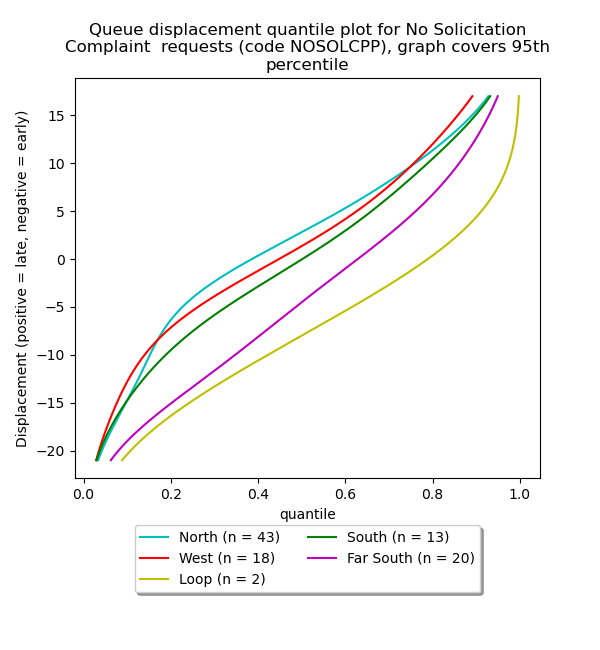 Queue displacement quantile plot for No Solicitation
Complaint  requests (code NOSOLCPP), graph covers 95th
percentile
Displacement (positive = late, negative = early)
15
10
5
0
−5
−10
−15
−20
0.0 0.2 0.4 0.6 0.8 1.0
quantile
North (n = 43) South (n = 13)
West (n = 18) Far South (n = 20)
Loop (n = 2)